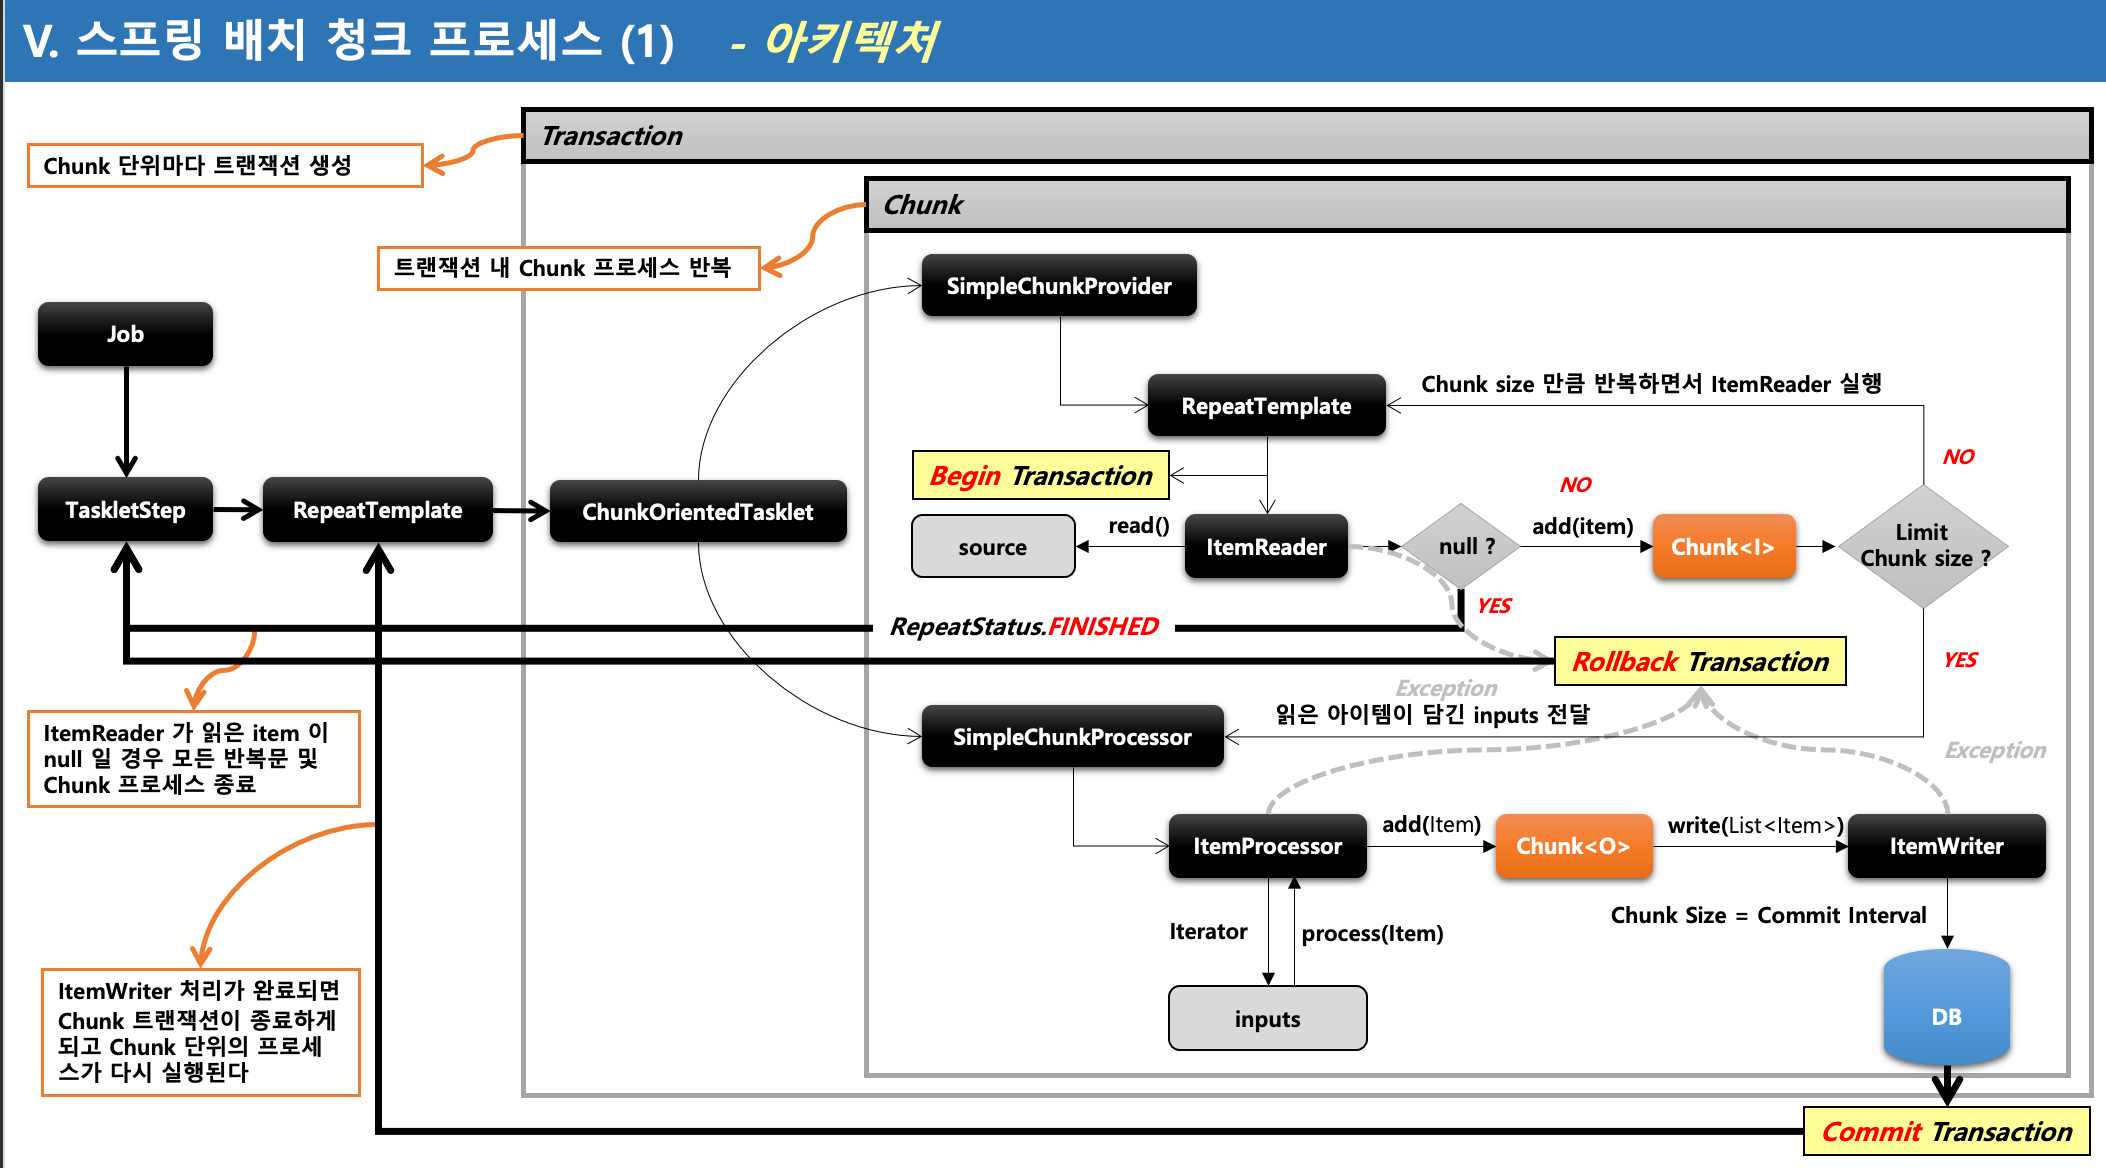 V. 스프링 배치 청크 프로세스 (1) - 아키텍처
Transaction
Chunk 단위마다 트랜잭션 생성
Chunk
트랜잭션 내 Chunk 프로세스 반복
SimpleChunkProvider
Job
RepeatTemplate
Chunk size 만큼 반복하면서 ItemReader 실행
NO
Begin Transaction
NO
TaskletStep
RepeatTemplate
ChunkOrientedTasklet
source
read()
ItemReader
null ?
add(item)
Chunk<I>
Limit
Chunk size ?
YES
RepeatStatus.FINISHED
Rollback Transaction
YES
Exception
읽은 아이템이 담긴 inputs 전달
SimpleChunkProcessor
Exception
ItemReader 가 읽은 item 이
null 일 경우 모든 반복문 및
Chunk 프로세스 종료
ItemProcessor
add(Item)
Chunk<O>
write(List<Item>)
ItemWriter
Iterator
process(Item)
Chunk Size = Commit Interval
inputs
DB
ItemWriter 처리가 완료되면
Chunk 트랜잭션이 종료하게
되고 Chunk 단위의 프로세
스가 다시 실행된다
Commit Transaction